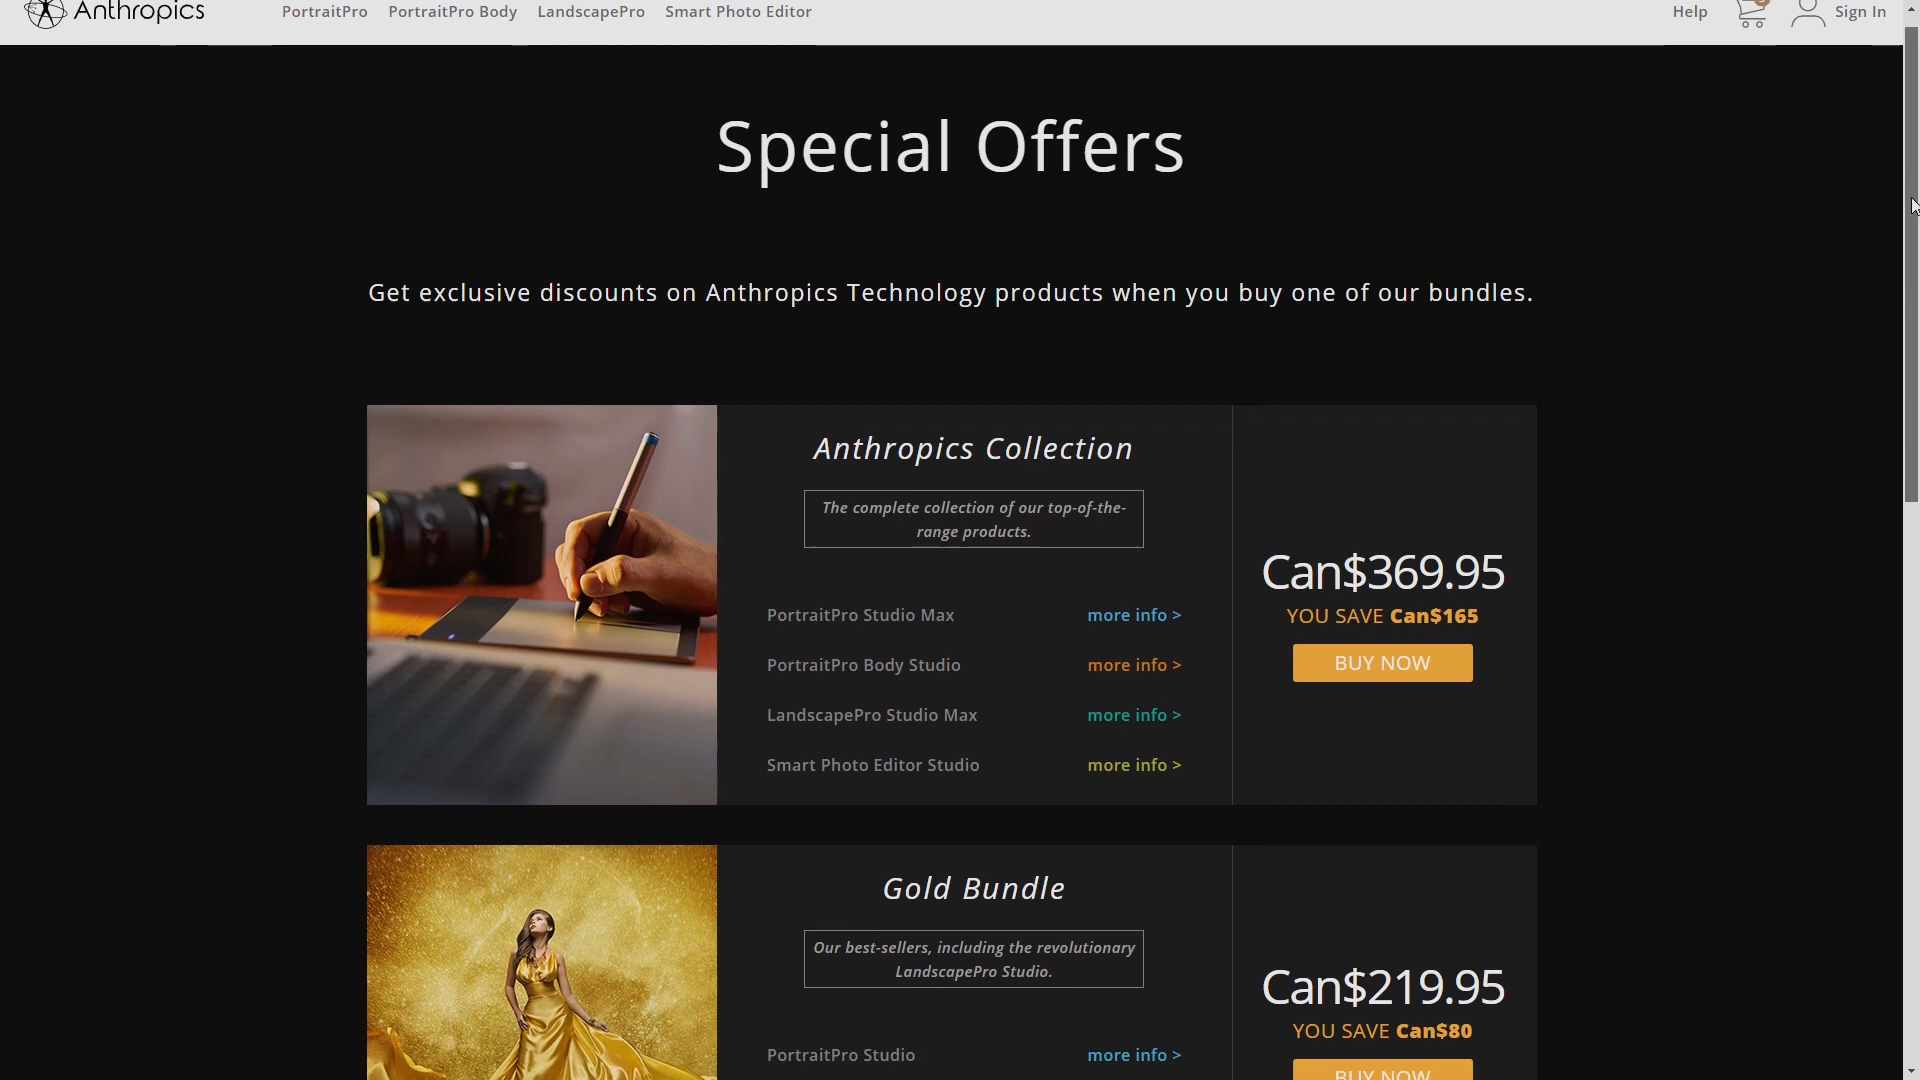 Anthropics
PortraitPro PortraitPro Body LandscapePro Smart Photo Editor
Help Sign In
Special Offers
Get exclusive discounts on Anthropics Technology products when you buy one of our bundles.
Anthropics Collection
The complete collection of our top-of-the-
range products.
PortraitPro Studio Max more info >
PortraitPro Body Studio more info >
LandscapePro Studio Max more info >
Smart Photo Editor Studio more info >
Can$369.95
YOU SAVE Can$165
BUY NOW
Gold Bundle
Our best-sellers, including the revolutionary
LandscapePro Studio.
PortraitPro Studio more info >
Can$219.95
YOU SAVE Can$80
BUY NOW